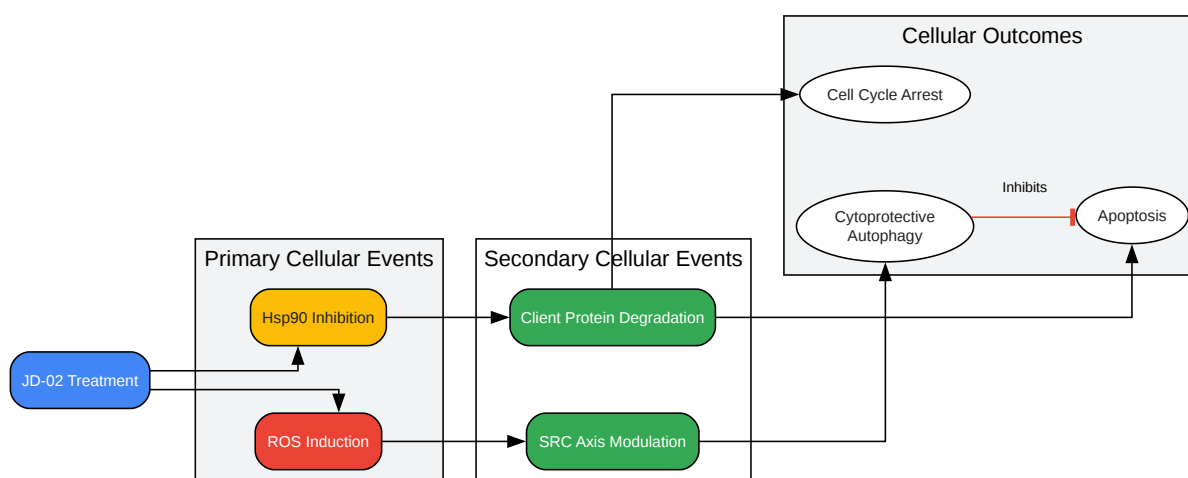 Cellular Outcomes
Cell Cycle Arrest
Inhibits
Cytoprotective
Autophagy
Apoptosis
Primary Cellular Events
Secondary Cellular Events
Hsp90 Inhibition
Client Protein Degradation
JD-02 Treatment
ROS Induction
SRC Axis Modulation